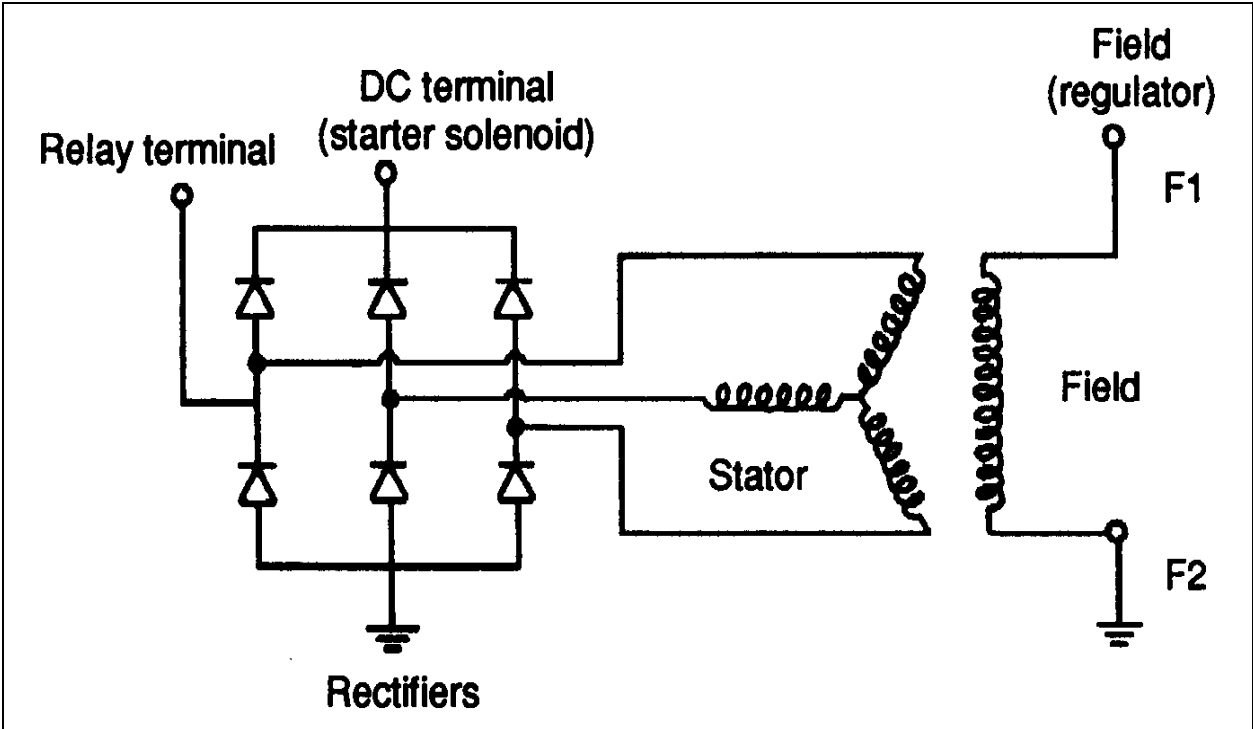 Field
(regulator)
DC terminal
(starter solenoid)
Relay terminal
F1
Field
Stator
F2
Rectifiers